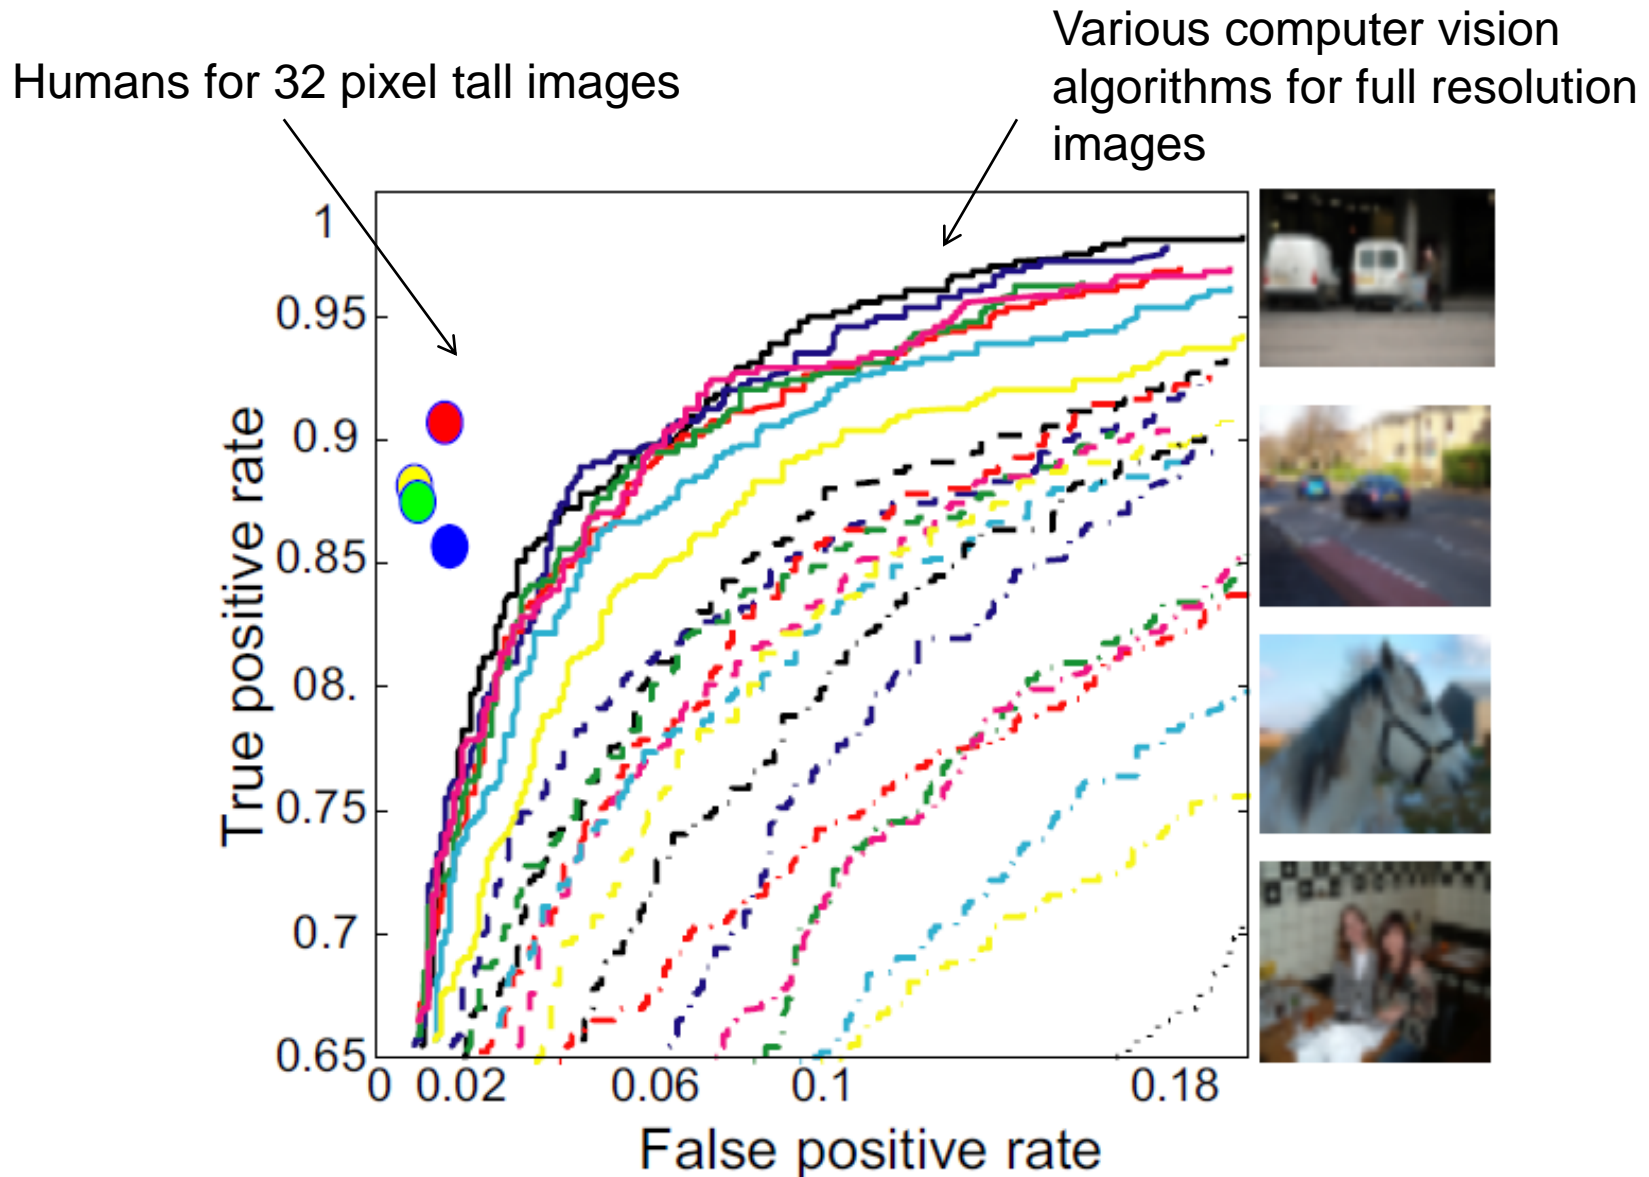 Humans for 32 pixel tall images
Various computer vision
algorithms for full resolution
images
True positive rate
1
0.95
0.9
0.85
08.
0.75
0.7
0.65
0 0.02 0.06 0.1 0.18
False positive rate